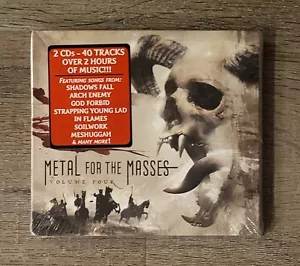 2 CDs - 40 TRACKS
OVER 2 HOURS
OF MUSIC!!!
FEATURING SONGS FROM:
SHADOWS FALL
ARCH ENEMY
GOD FORBID
STRAPPING YOUNG LAD
IN FLAMES
SOILWORK
MESHUGGAH
& MANY MORE!
METAL FOR THE MASSES
VOLUME FOUR